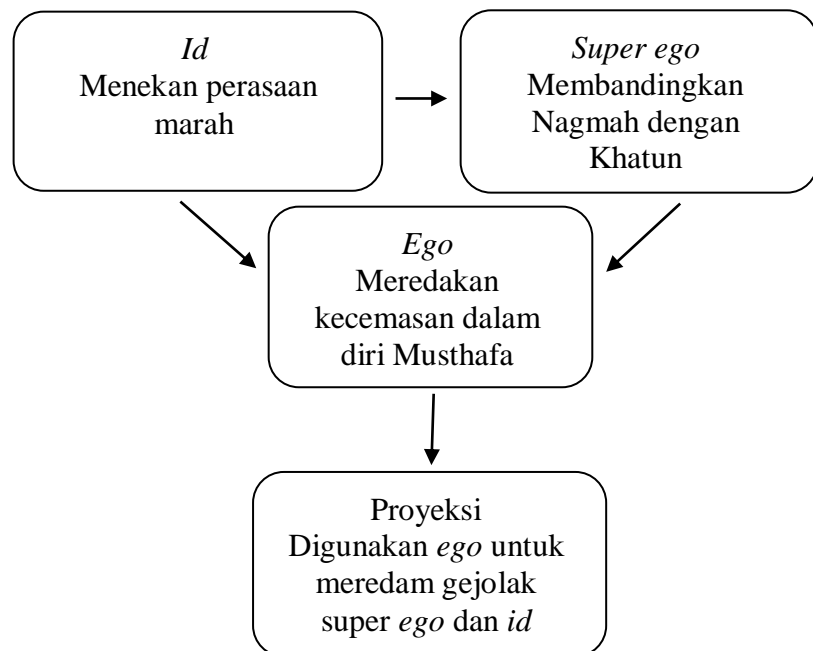 Id
Menekan perasaan
marah
Super ego
Membandingkan
Nagmah dengan
Khatun
Ego
Meredakan
kecemasan dalam
diri Musthafa
Proyeksi
Digunakan ego untuk
meredam gejolak
super ego dan id